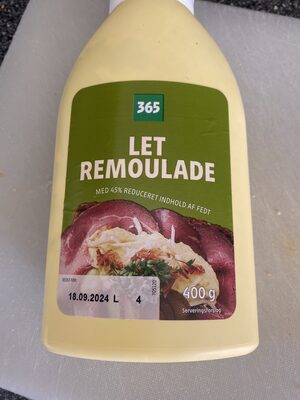 365
LET
REMOULADE
MED 45% REDUCERET INDHOLD AF FEDT
18.09.2024 L 4
400 g
Serveringsforslag